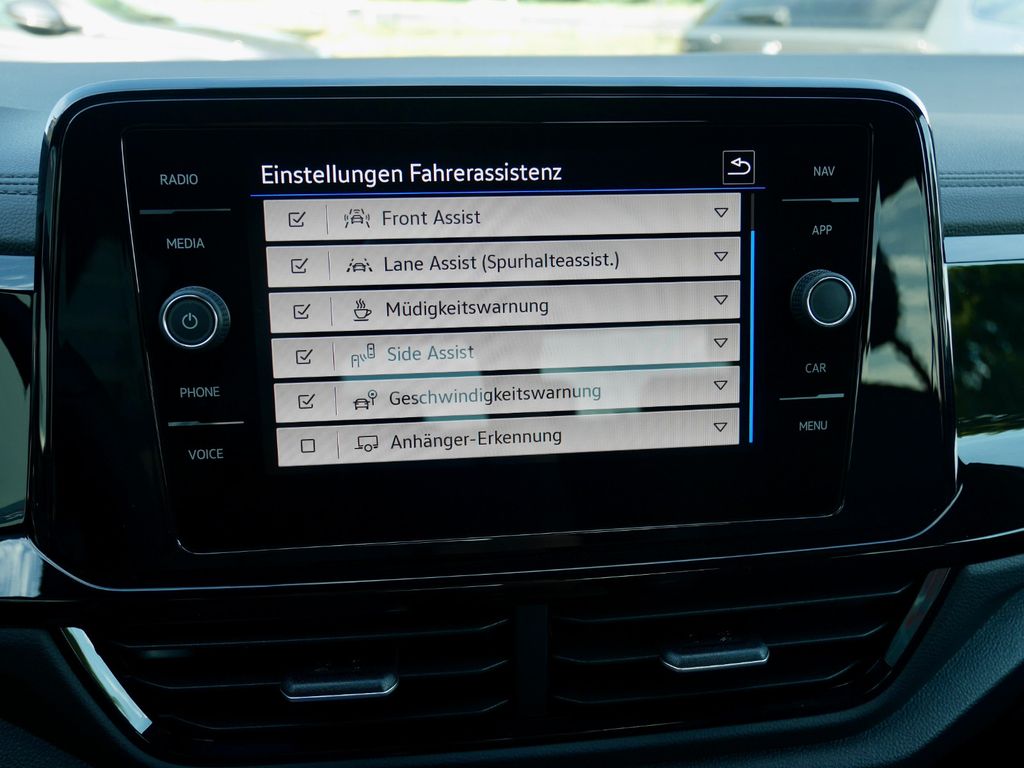 Einstellungen Fahrerassistenz
RADIO
MEDIA
PHONE
VOICE
Front Assist
Lane Assist (Spurhalteassist.)
Müdigkeitswarnung
Side Assist
Geschwindigkeitswarnung
Anhänger-Erkennung
NAV
APP
CAR
MENU